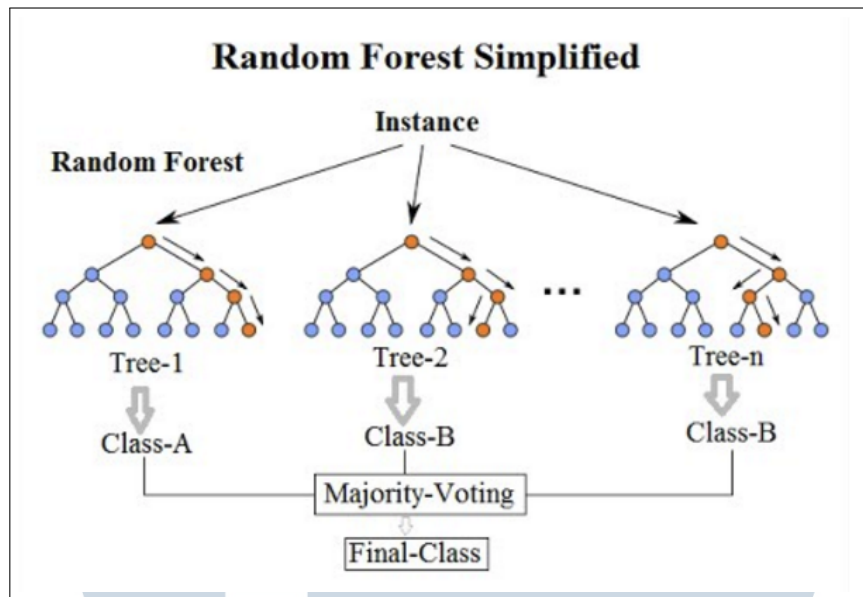 Random Forest Simplified
Instance
Random Forest
...
Tree-1 Tree-2 Tree-n
Class-A Class-B Class-B
Majority-Voting
Final-Class